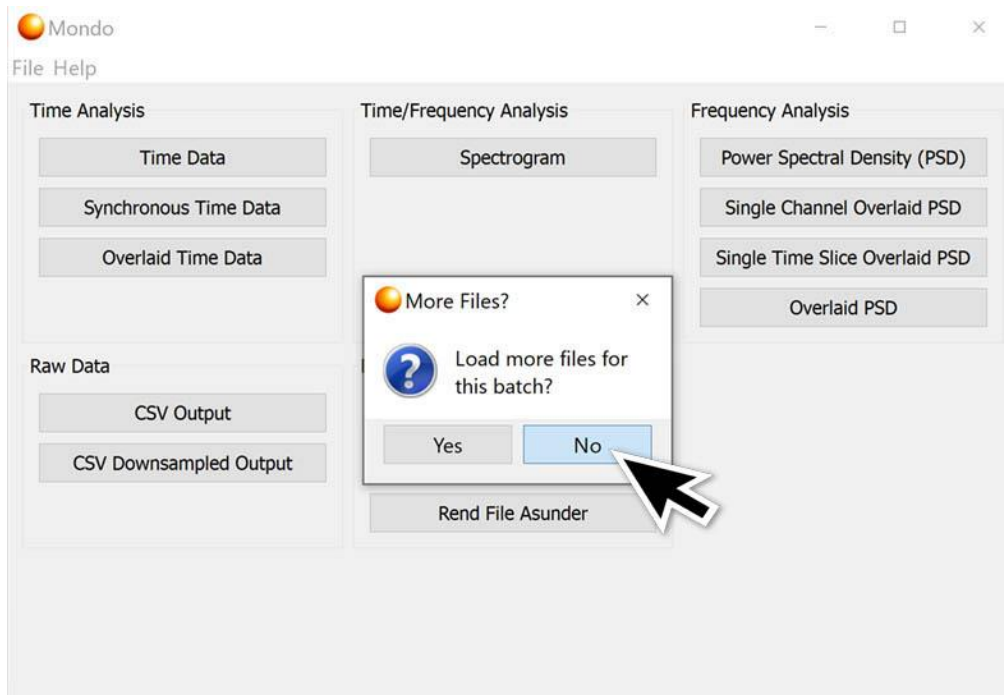 Mondo
File Help
Time Analysis
Time Data
Synchronous Time Data
Overlaid Time Data
Time/Frequency Analysis
Spectrogram
Frequency Analysis
Power Spectral Density (PSD)
Single Channel Overlaid PSD
Single Time Slice Overlaid PSD
Overlaid PSD
More Files?
Load more files for
this batch?
Yes
No
Raw Data
CSV Output
CSV Downsampled Output
Rend File Asunder